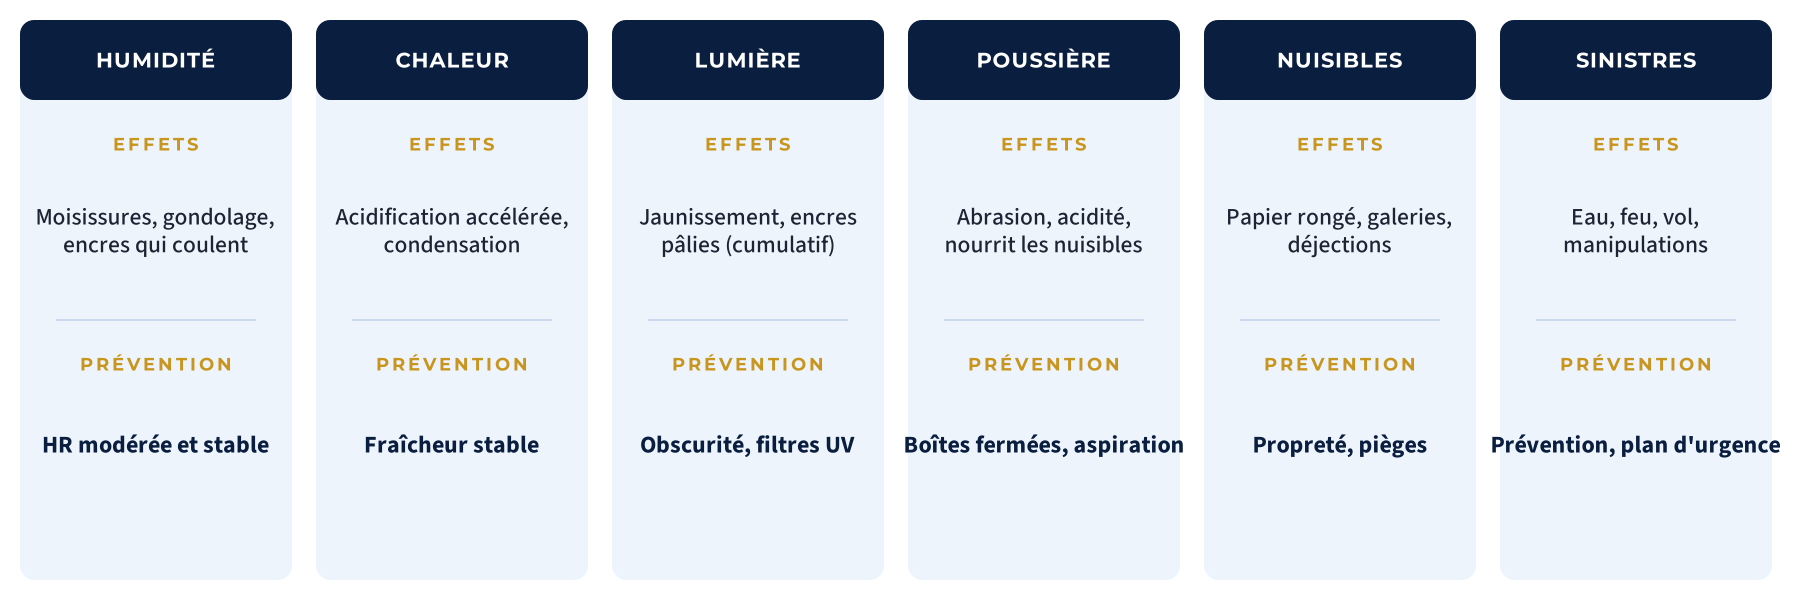 HUMIDITÉ
EFFETS
Moisissures, gondolage,
encres qui coulent
PRÉVENTION
HR modérée et stable
CHALEUR
EFFETS
Acidification accélérée,
condensation
PRÉVENTION
Fraîcheur stable
LUMIÈRE
EFFETS
Jaunissement, encres
pâlies (cumulatif)
PRÉVENTION
Obscurité, filtres UV
POUSSIÈRE
EFFETS
Abrasion, acidité,
nourrit les nuisibles
PRÉVENTION
Boîtes fermées, aspiration
NUISIBLES
EFFETS
Papier rongé, galeries,
déjections
PRÉVENTION
Propreté, pièges
SINISTRES
EFFETS
Eau, feu, vol,
manipulations
PRÉVENTION
Prévention, plan d'urgence